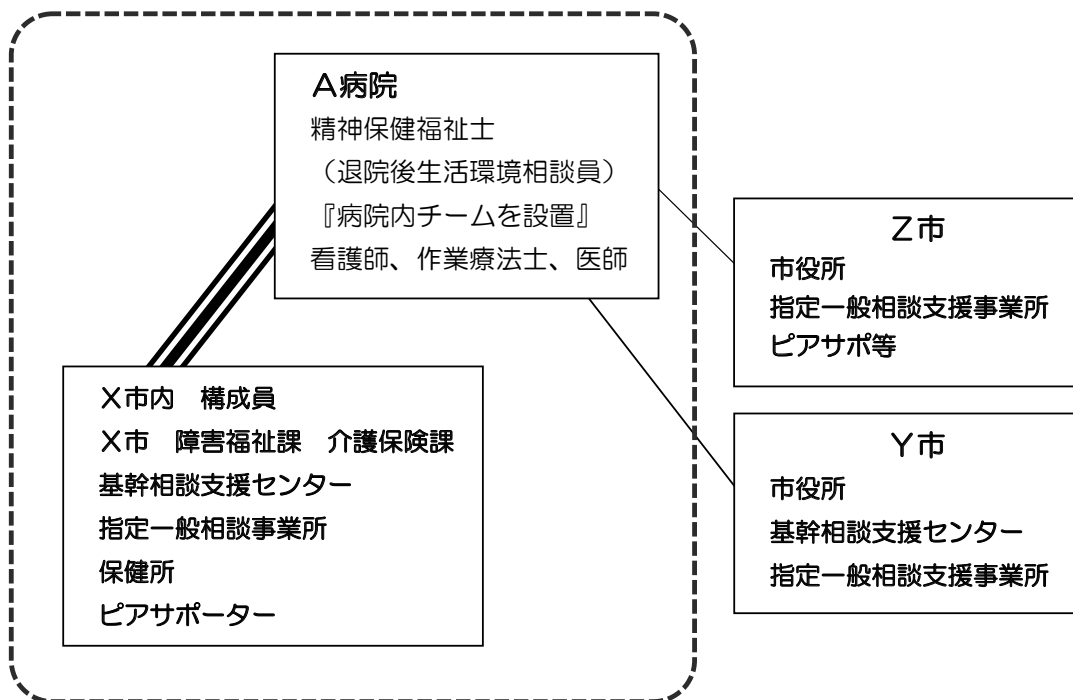 A病院
精神保健福祉士
（退院後生活環境相談員）
『病院内チームを設置』
看護師、作業療法士、医師
X市内　構成員
X市　障害福祉課　介護保険課
基幹相談支援センター
指定一般相談事業所
保健所
ピアサポーター
Z市
市役所
指定一般相談支援事業所
ピアサポ等
Y市
市役所
基幹相談支援センター
指定一般相談支援事業所